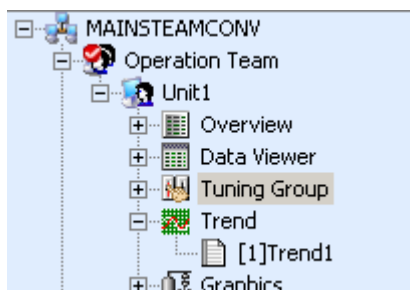 MAINSTEAMCONV
Operation Team
Unit1
Overview
Data Viewer
Tuning Group
Trend
[1]Trend1
Graphics